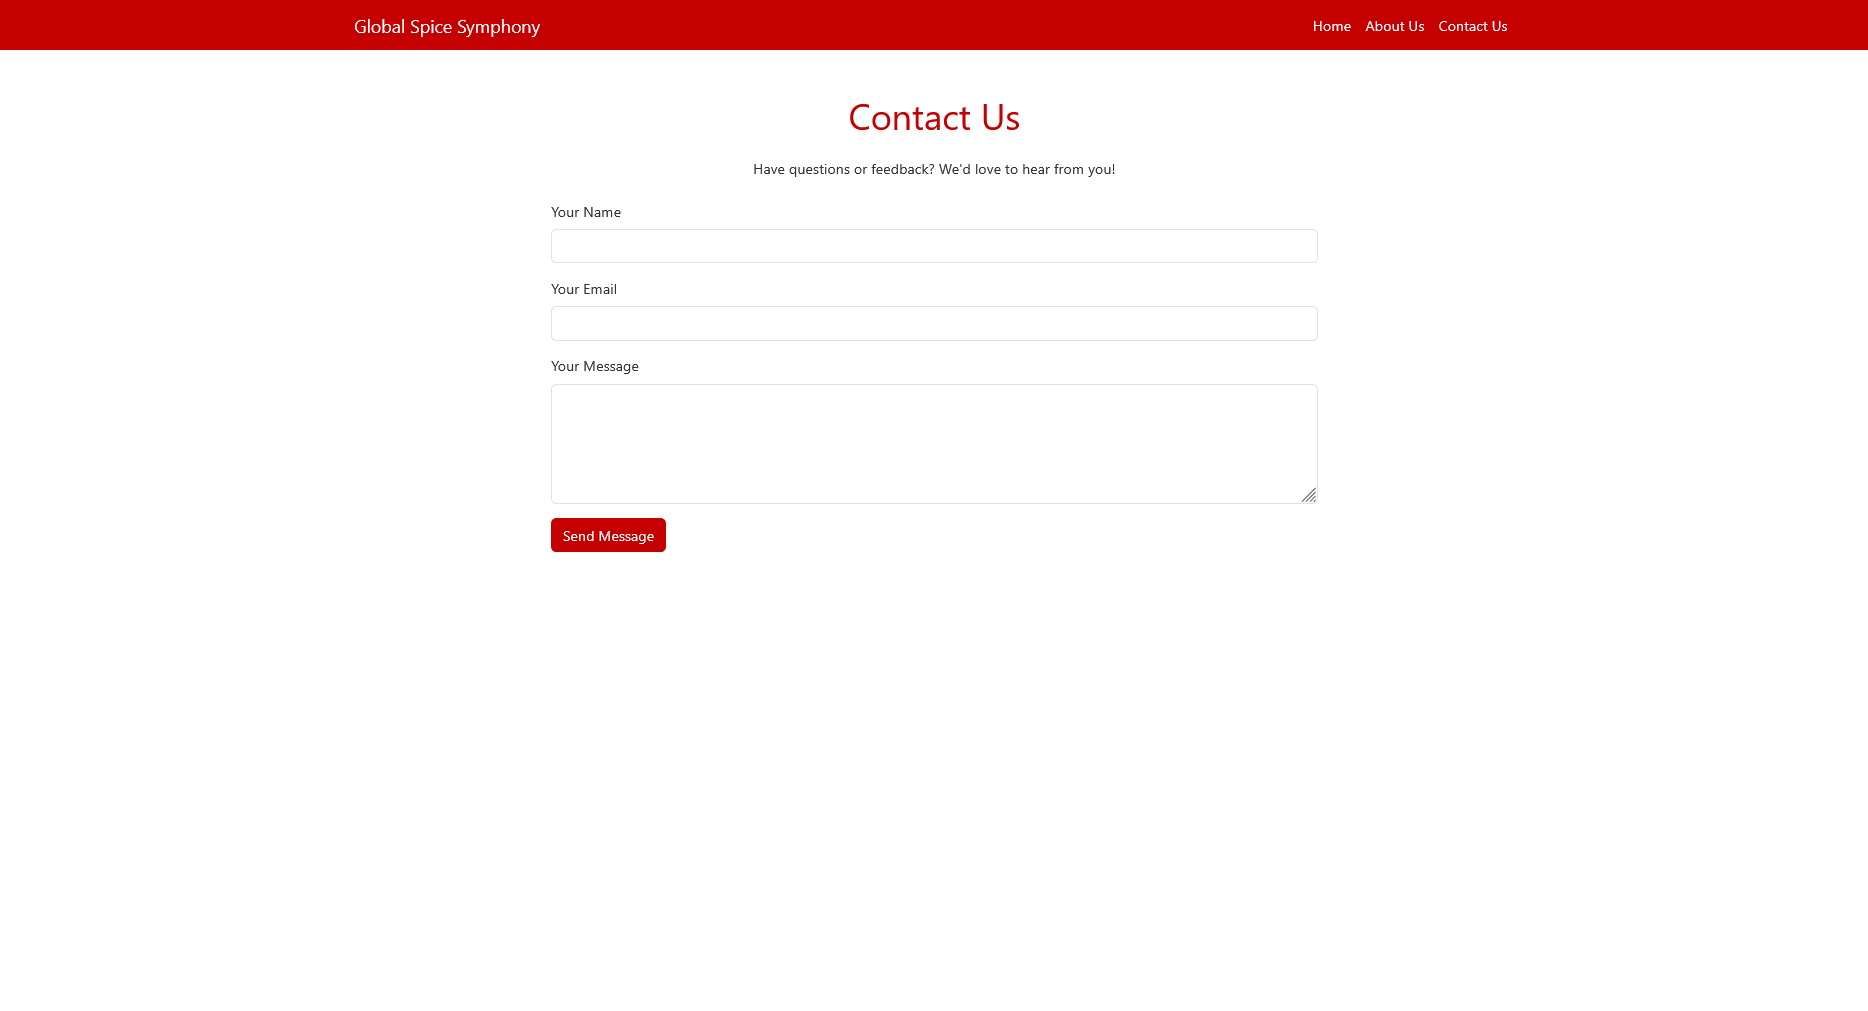 Global Spice Symphony
Home About Us Contact Us
Contact Us
Have questions or feedback? We'd love to hear from you!
Your Name
Your Email
Your Message
Send Message